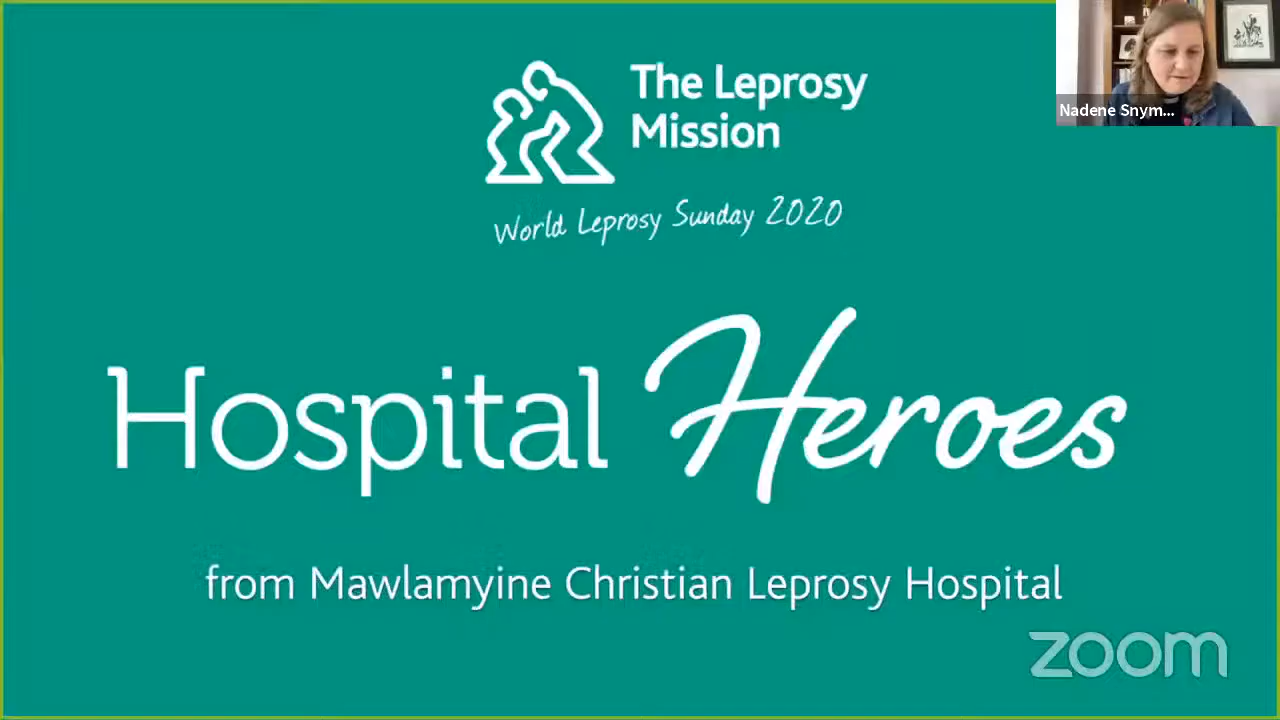 The Leprosy
Mission
World Leprosy Sunday 2020
Nadene Snym...
Hospital Heroes
from Mawlamyine Christian Leprosy Hospital
zoom